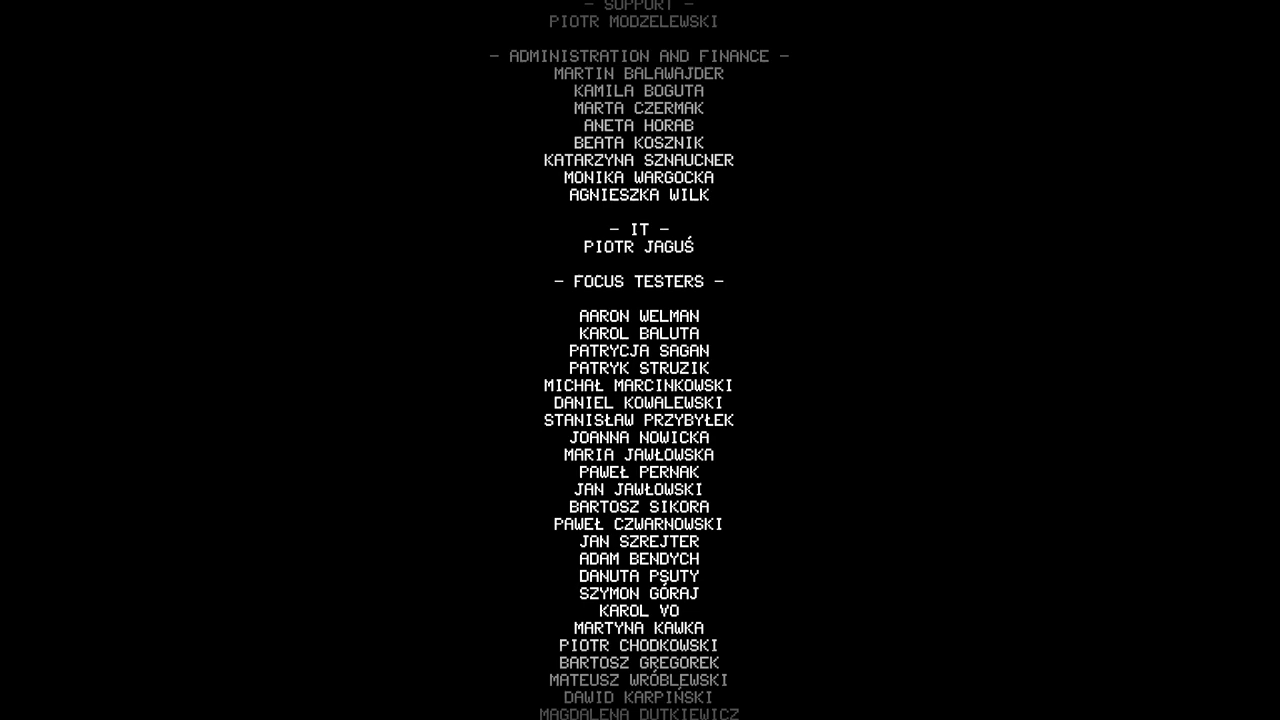 - SUPPORT -
PIOTR MODZELEWSKI
- ADMINISTRATION AND FINANCE -
MARTIN BALAWAJDER
KAMILA BOGUTA
MARTA CZERMAK
ANETA HORAB
BEATA KOSZNIK
KATARZYNA SZNAUCNER
MONIKA WARGOCKA
AGNIESZKA WILK
- IT -
PIOTR JAGUŚ
- FOCUS TESTERS -
AARON WELMAN
KAROL BALUTA
PATRYCJA SAGAN
PATRYK STRUZIK
MICHAŁ MARCINKOWSKI
DANIEL KOWALEWSKI
STANISŁAW PRZYBYŁEK
JOANNA NOWICKA
MARIA JAWŁOWSKA
PAWEŁ PERNAK
JAN JAWŁOWSKI
BARTOSZ SIKORA
PAWEŁ CZWARNOWSKI
JAN SZREJTER
ADAM BENDYCH
DANUTA PSUTY
SZYMON GÓRAJ
KAROL VO
MARTYNA KAWKA
PIOTR CHODKOWSKI
BARTOSZ GREGOREK
MATEUSZ WRÓBLEWSKI
DAWID KARPIŃSKI
MAGDALENA DUTKIEWICZ